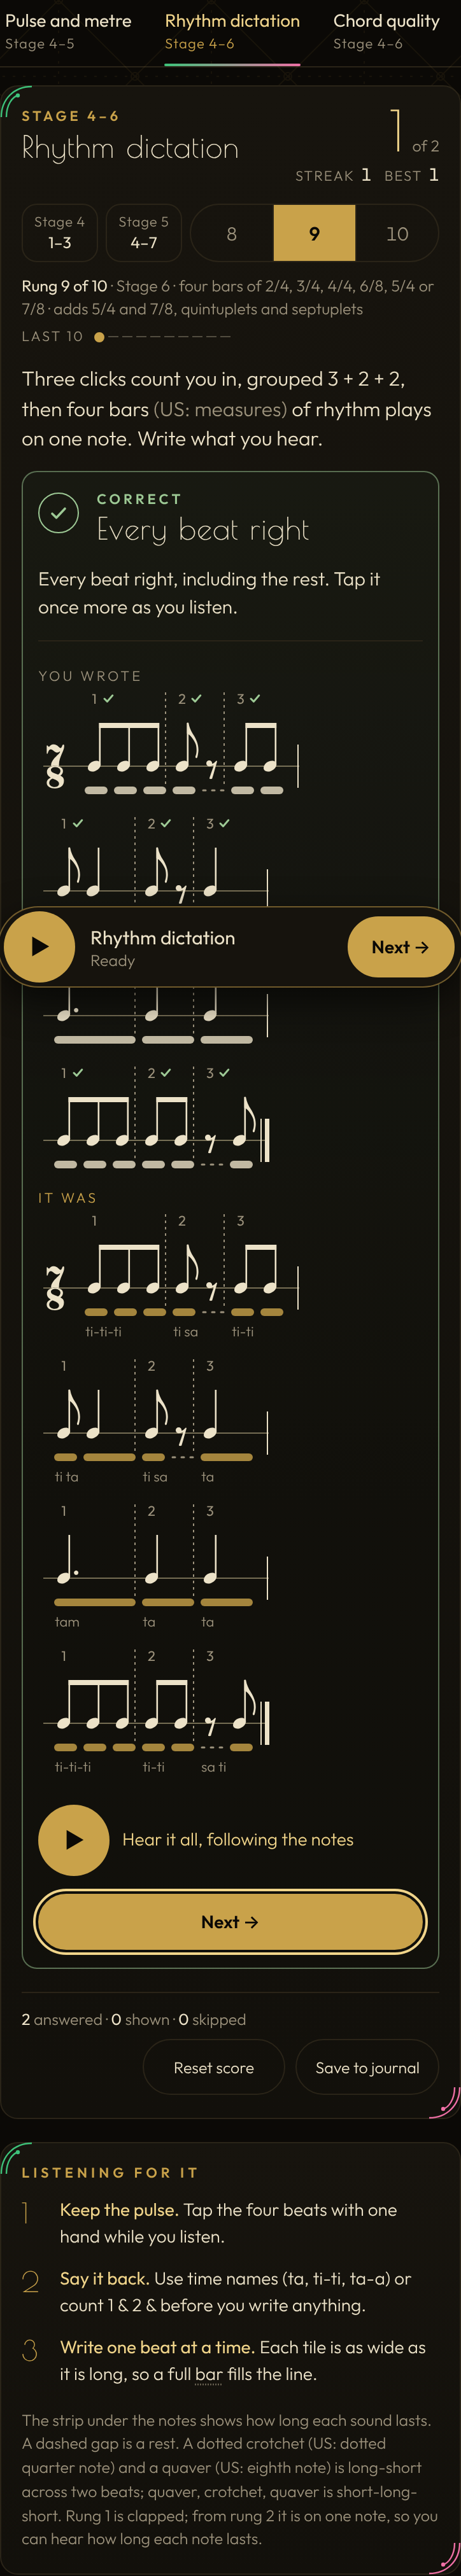 Pulse and metre
Stage 4–5
Rhythm dictation
Stage 4–6
Chord quality
Stage 4–6
STAGE 4–6
Rhythm dictation
1 of 2
STREAK 1 BEST 1
Stage 4
1–3
Stage 5
4–7
8
9
10
Rung 9 of 10 · Stage 6 · four bars of 2/4, 3/4, 4/4, 6/8, 5/4 or
7/8 · adds 5/4 and 7/8, quintuplets and septuplets
LAST 10
Three clicks count you in, grouped 3 + 2 + 2,
then four bars (US: measures) of rhythm plays
on one note. Write what you hear.
CORRECT
Every beat right
Every beat right, including the rest. Tap it
once more as you listen.
YOU WROTE
1 2 3
7
8
1 2 3
Rhythm dictation
Ready
Next →
1 2 3
IT WAS
1 2 3
7
8
ti-ti-ti ti sa ti-ti
1 2 3
ti ta ti sa ta
1 2 3
tam ta ta
1 2 3
ti-ti-ti ti-ti sa ti
Hear it all, following the notes
Next →
2 answered · 0 shown · 0 skipped
Reset score
Save to journal
LISTENING FOR IT
1 Keep the pulse. Tap the four beats with one
hand while you listen.
2 Say it back. Use time names (ta, ti-ti, ta-a) or
count 1 & 2 & before you write anything.
3 Write one beat at a time. Each tile is as wide as
it is long, so a full bar fills the line.
The strip under the notes shows how long each sound lasts.
A dashed gap is a rest. A dotted crotchet (US: dotted
quarter note) and a quaver (US: eighth note) is long-short
across two beats; quaver, crotchet, quaver is short-long-
short. Rung 1 is clapped; from rung 2 it is on one note, so you
can hear how long each note lasts.